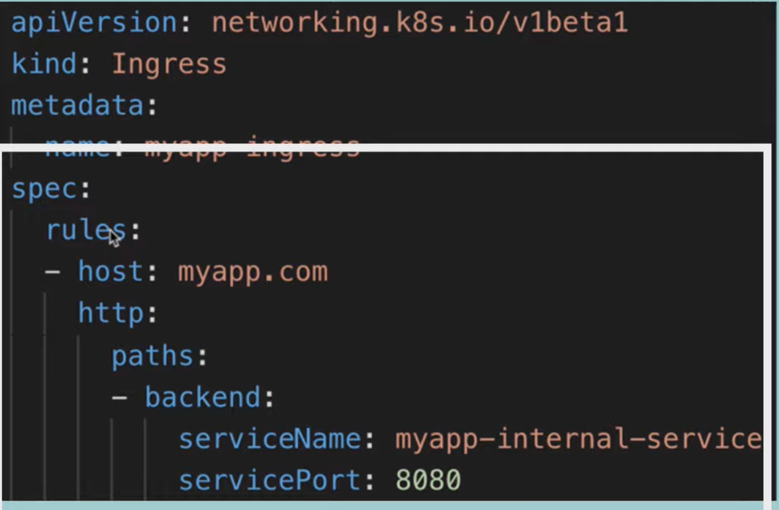 apiVersion: networking.k8s.io/v1beta1
kind: Ingress
metadata:
  name: myapp-ingress
spec:
  rules:
  - host: myapp.com
    http:
      paths:
      - backend:
          serviceName: myapp-internal-service
          servicePort: 8080